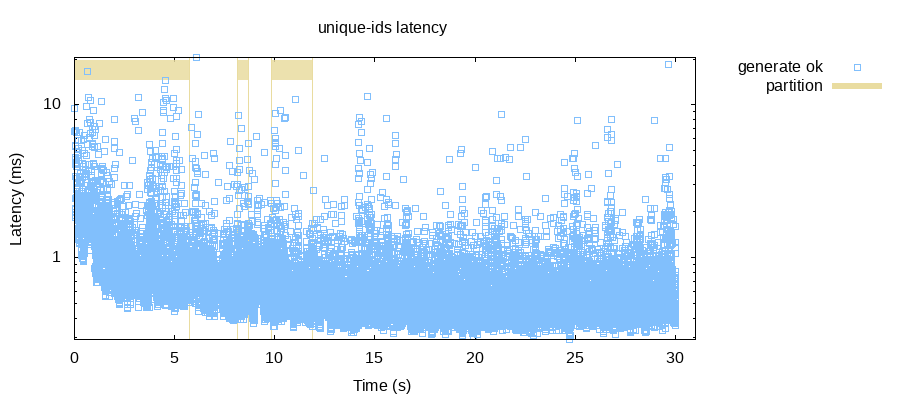 unique-ids latency
generate ok
partition
10
1
Latency (ms)
0 5 10 15 20 25 30
Time (s)